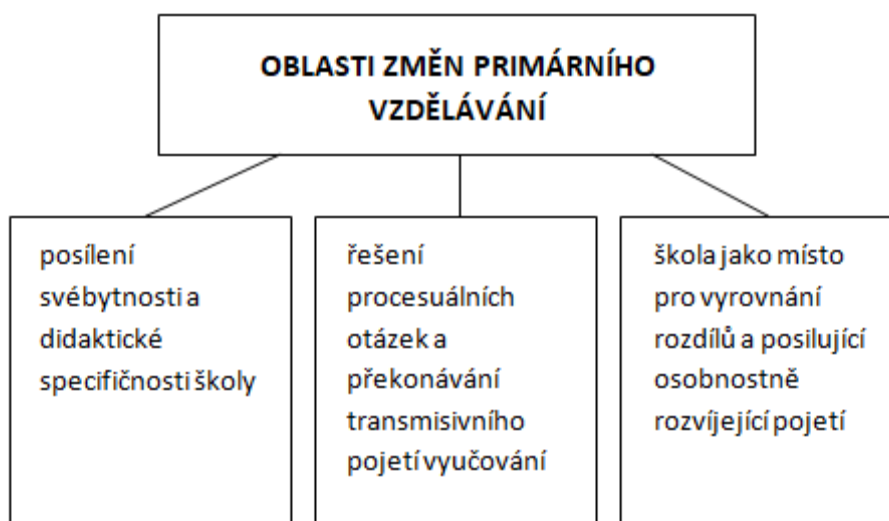 OBLASTI ZMĚN PRIMÁRNÍHO
VZDĚLÁVÁNÍ
posílení
svébytnosti a
didaktické
specifičnosti školy
řešení
procesuálních
otázek a
překonávání
transmisivního
pojetí vyučování
škola jako místo
pro vyrovnání
rozdílů a posilující
osobnostně
rozvíjející pojetí